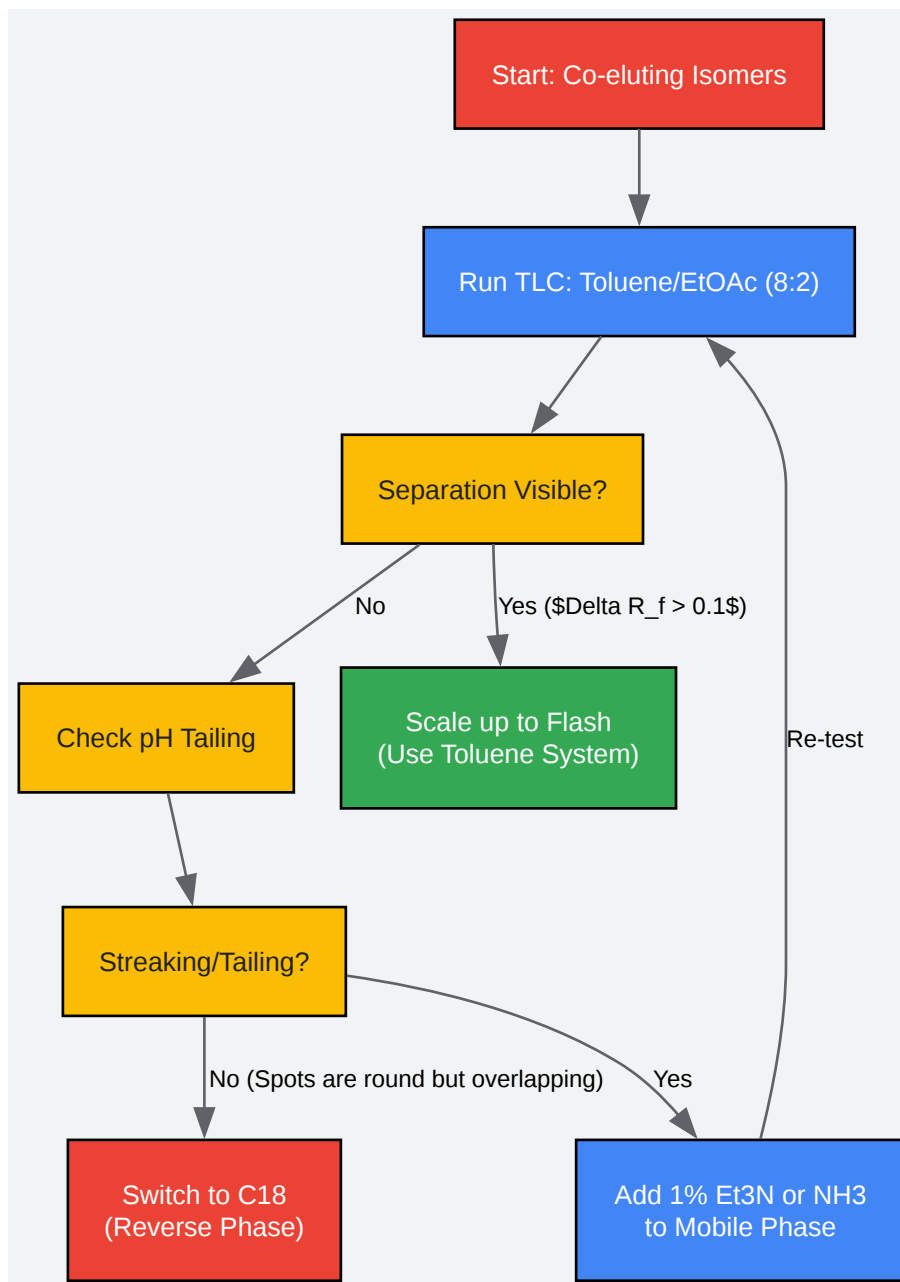 Start: Co-eluting Isomers
Run TLC: Toluene/EtOAc (8:2)
Separation Visible?
No
Yes ($Delta R_f > 0.1$)
Check pH Tailing
Scale up to Flash
(Use Toluene System)
Re-test
Streaking/Tailing?
No (Spots are round but overlapping)
Yes
Switch to C18
(Reverse Phase)
Add 1% Et3N or NH3
to Mobile Phase